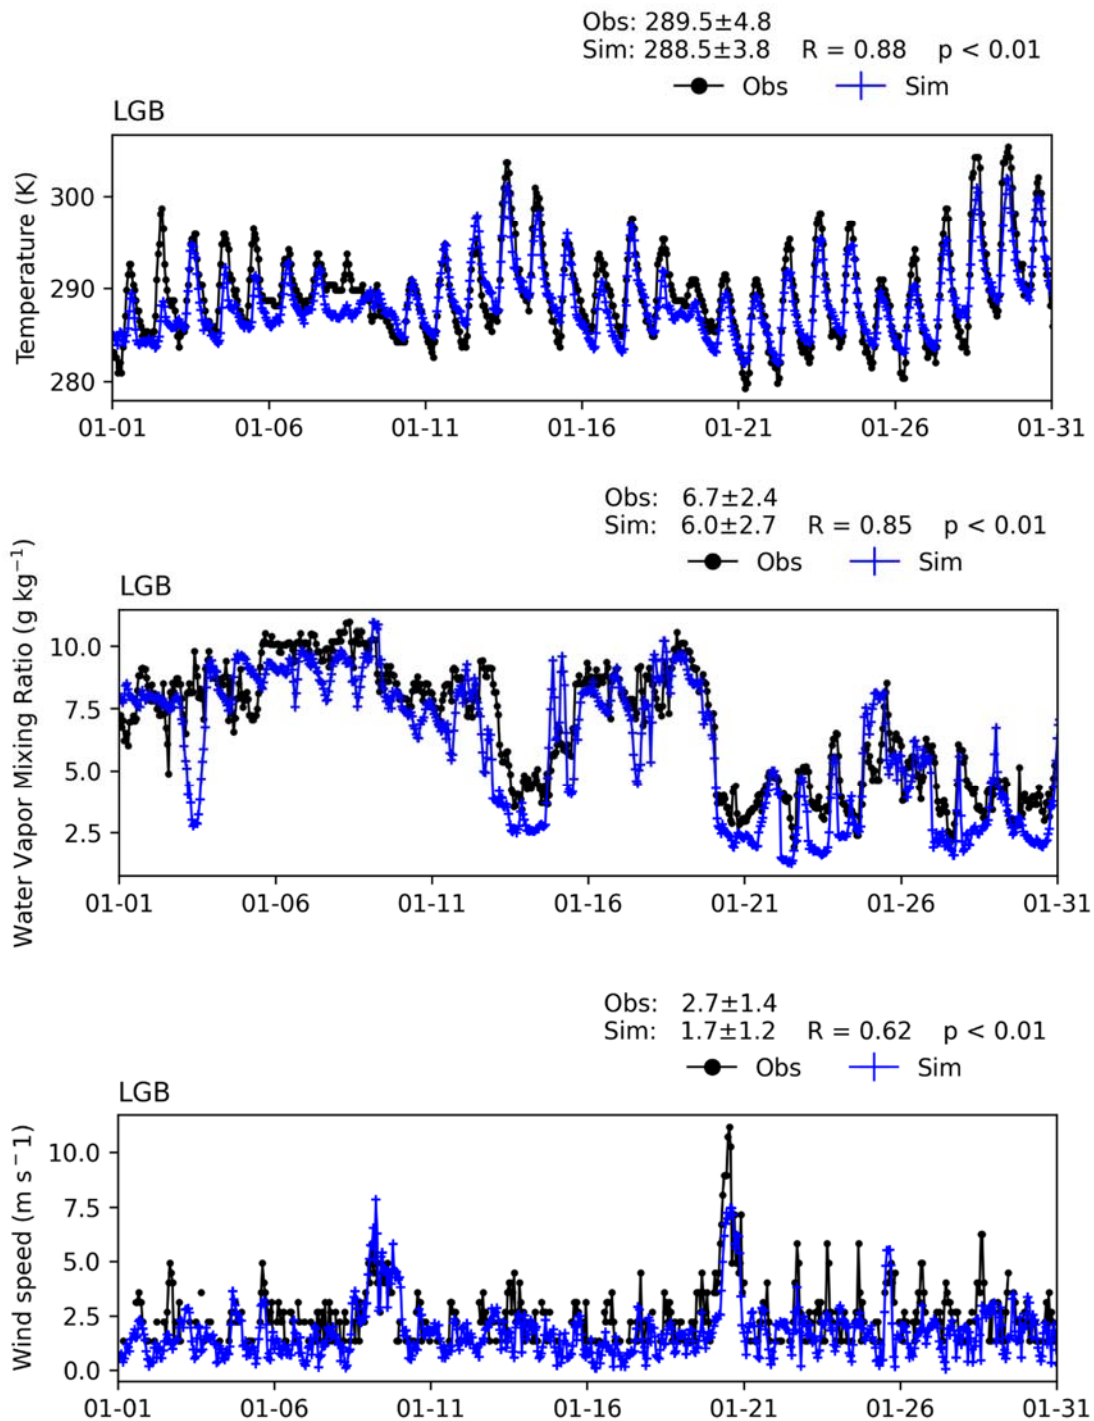 Obs: 289.5±4.8
Sim: 288.5±3.8 R = 0.88 p < 0.01
Obs Sim
LGB
Temperature (K)
300
290
280
01-01 01-06 01-11 01-16 01-21 01-26 01-31
Obs: 6.7±2.4
Sim: 6.0±2.7 R = 0.85 p < 0.01
Obs Sim
LGB
Water Vapor Mixing Ratio (g kg⁻¹)
10.0
7.5
5.0
2.5
01-01 01-06 01-11 01-16 01-21 01-26 01-31
Obs: 2.7±1.4
Sim: 1.7±1.2 R = 0.62 p < 0.01
Obs Sim
LGB
Wind speed (m s⁻1)
10.0
7.5
5.0
2.5
0.0
01-01 01-06 01-11 01-16 01-21 01-26 01-31